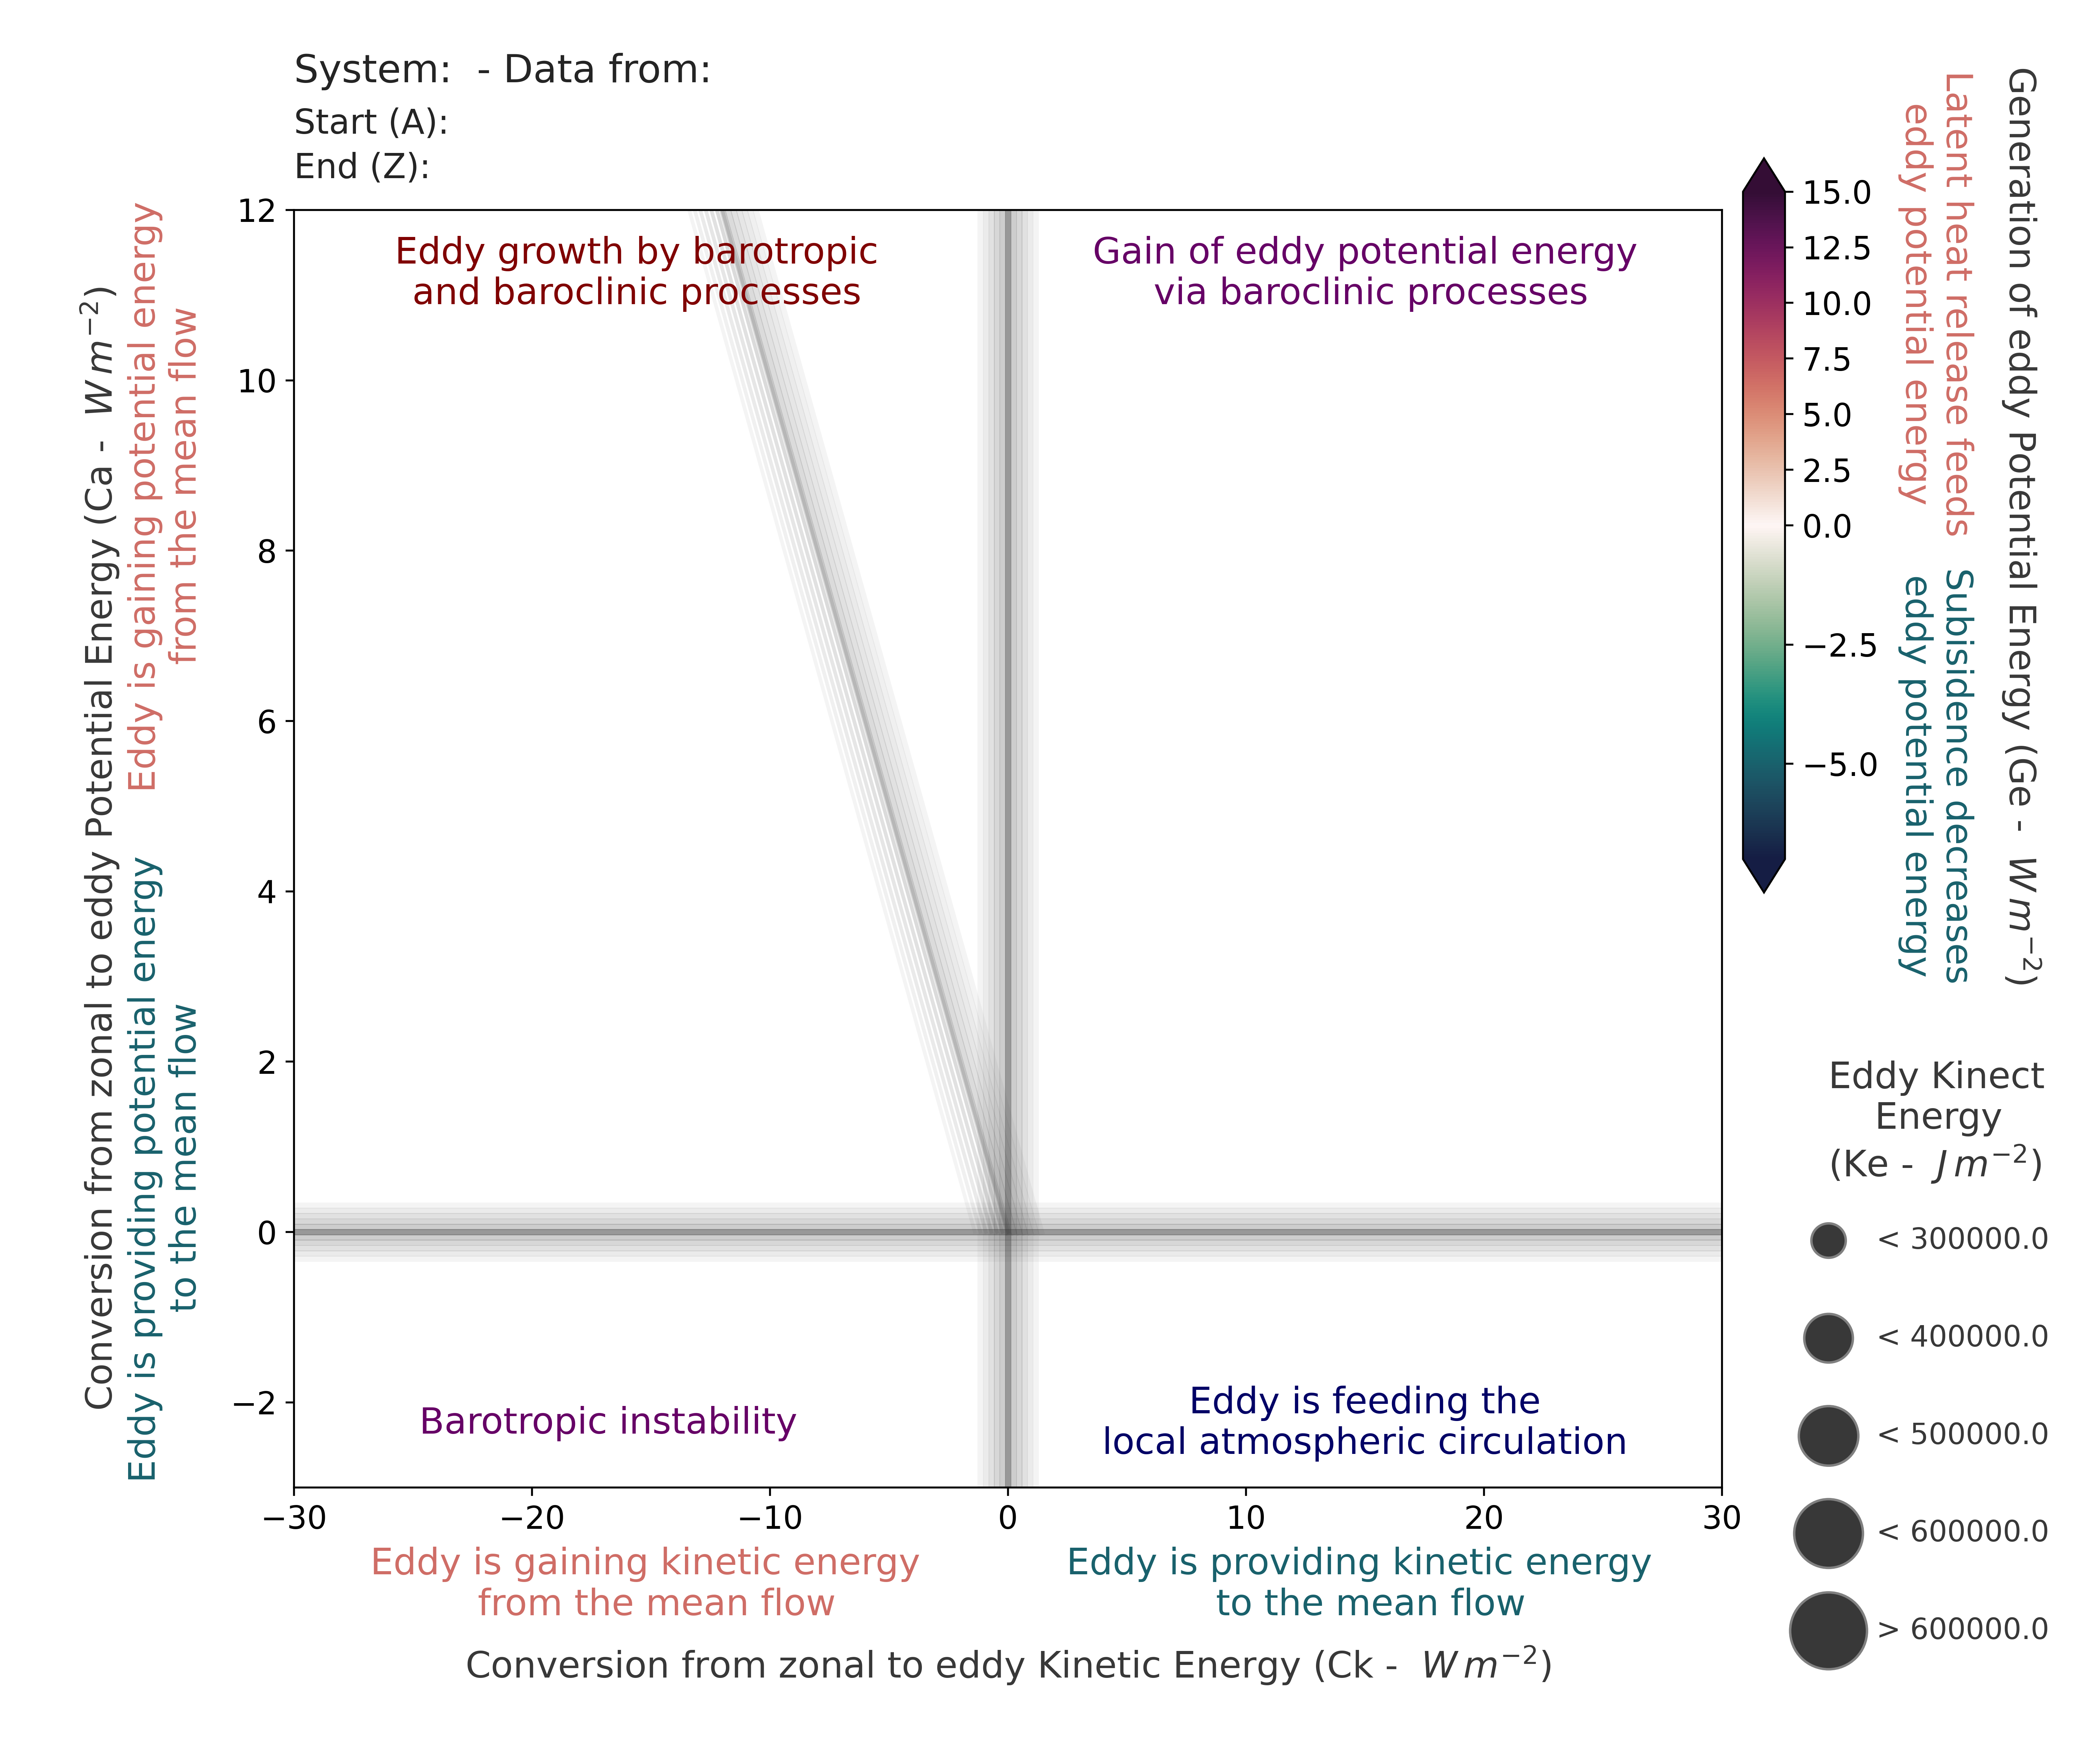 System:  - Data from:
Start (A):
End (Z):
Conversion from zonal to eddy Potential Energy (Ca - W m⁻²)
Eddy is gaining potential energy
from the mean flow
Eddy is providing potential energy
to the mean flow
12
10
8
6
4
2
0
−2
Eddy growth by barotropic
and baroclinic processes
Gain of eddy potential energy
via baroclinic processes
Barotropic instability
Eddy is feeding the
local atmospheric circulation
−30
−20
−10
0
10
20
30
Eddy is gaining kinetic energy
from the mean flow
Eddy is providing kinetic energy
to the mean flow
Conversion from zonal to eddy Kinetic Energy (Ck - W m⁻²)
15.0
12.5
10.0
7.5
5.0
2.5
0.0
−2.5
−5.0
Latent heat release feeds
eddy potential energy
Subisidence decreases
eddy potential energy
Generation of eddy Potential Energy (Ge - W m⁻²)
Eddy Kinect
Energy
(Ke - J m⁻²)
< 300000.0
< 400000.0
< 500000.0
< 600000.0
> 600000.0